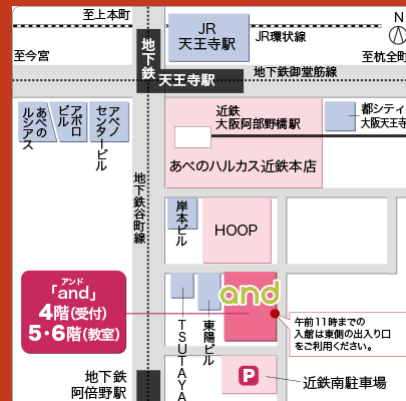 至上本町
JR
天王寺駅
JR環状線
N
至今宮
至杭全町
地下鉄
天王寺駅
地下鉄御堂筋線
あべの
ルシアス
アポロ
ビル
アベノ
センタービル
近鉄
大阪阿部野橋駅
都シティ
大阪天王寺
あべのハルカス近鉄本店
地下鉄谷町線
岸本ビル
HOOP
アンド
「and」
4階(受付)
5・6階(教室)
TSUTAYA
東陽ビル
and
午前11時までの
入館は東側の出入り口
をご利用ください。
地下鉄
阿倍野駅
P
近鉄南駐車場